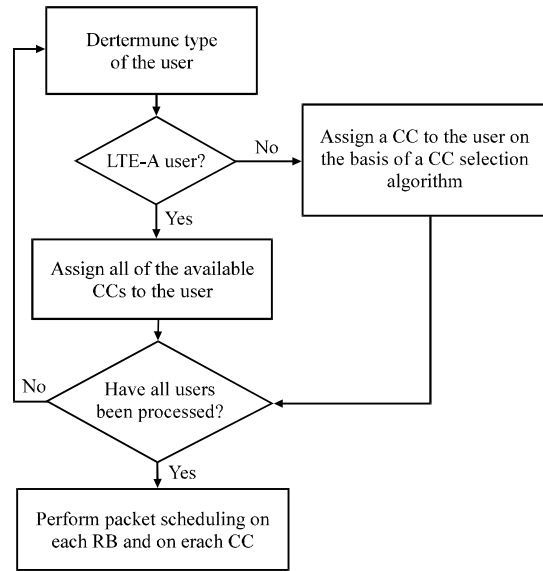 Dertermune type
of the user
LTE-A user?
No
Assign a CC to the user on
the basis of a CC selection
algorithm
Yes
Assign all of the available
CCs to the user
No
Have all users
been processed?
Yes
Perform packet scheduling on
each RB and on erach CC